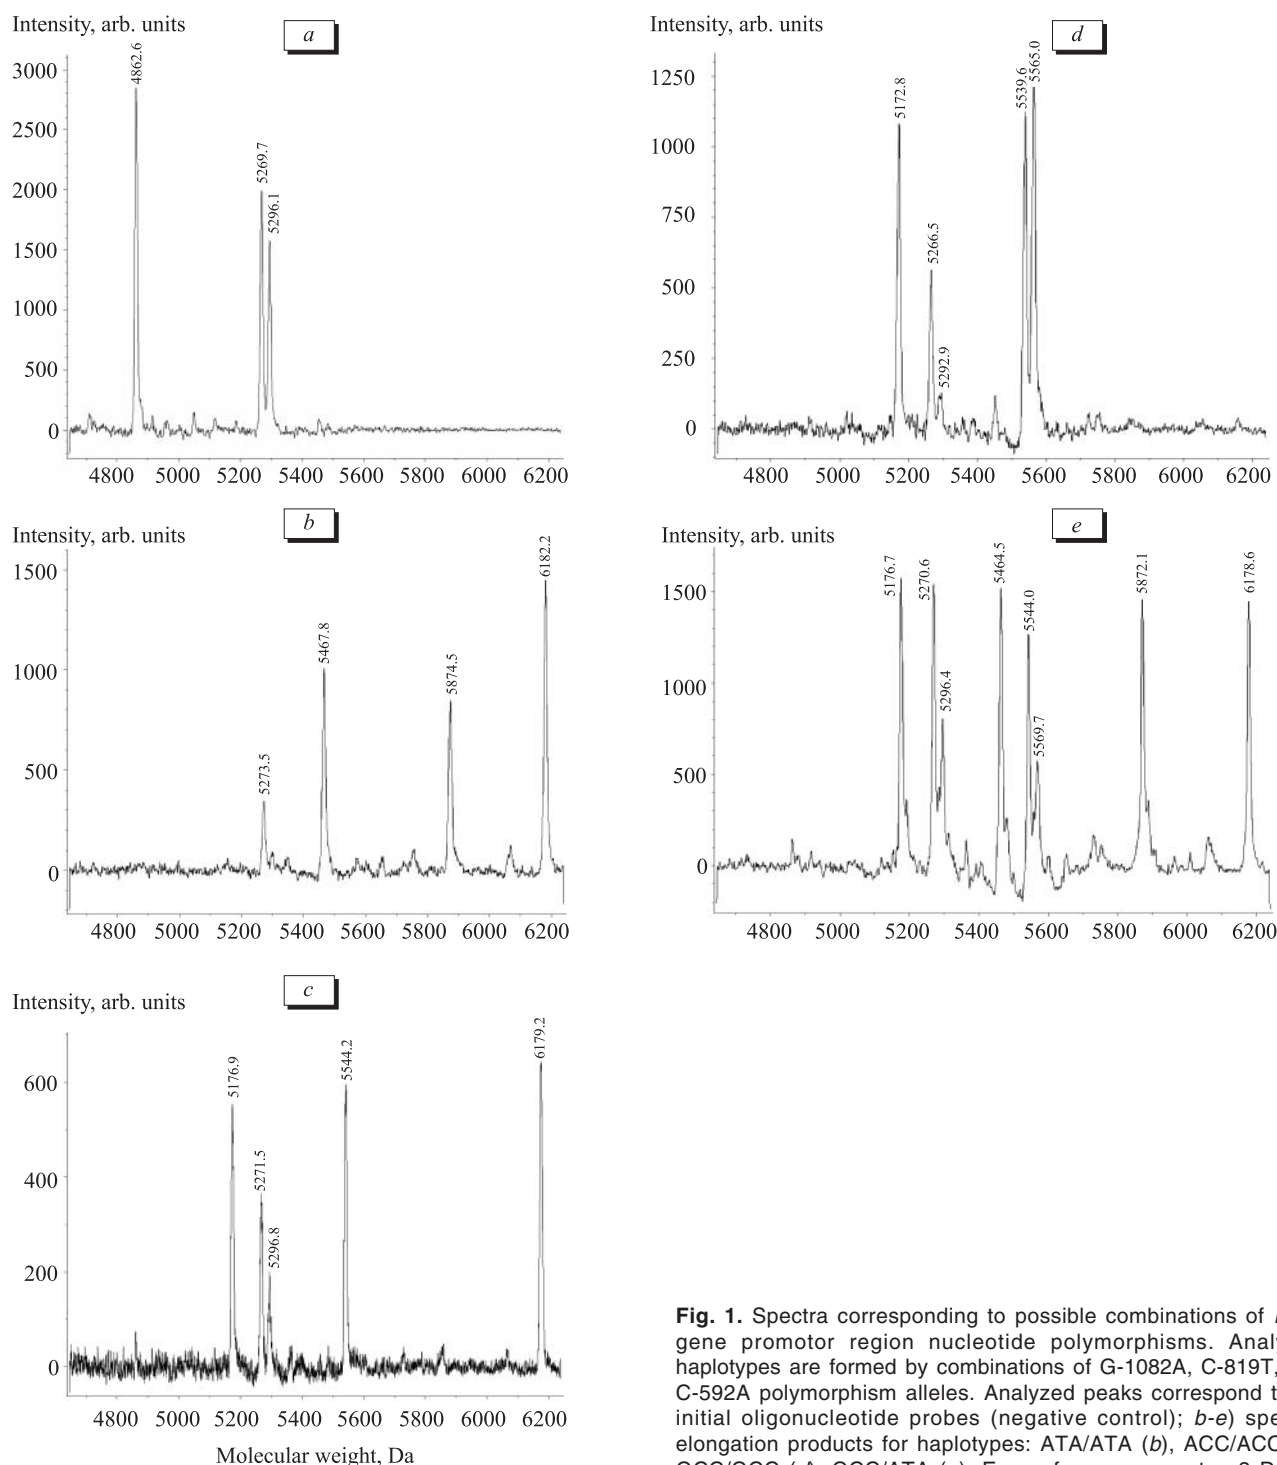 Intensity, arb. units
a
3000
2500
2000
1500
1000
500
0
4862.6
5269.7
5296.1
4800 5000 5200 5400 5600 5800 6000 6200
Intensity, arb. units
b
1500
1000
500
0
5273.5
5467.8
5874.5
6182.2
4800 5000 5200 5400 5600 5800 6000 6200
Intensity, arb. units
c
600
400
200
0
5176.9
5271.5
5296.8
5544.2
6179.2
4800 5000 5200 5400 5600 5800 6000 6200
Molecular weight, Da
Intensity, arb. units
d
1250
1000
750
500
250
0
5172.8
5266.5
5292.9
5539.6
5565.0
4800 5000 5200 5400 5600 5800 6000 6200
Intensity, arb. units
e
1500
1000
500
0
5176.7
5270.6
5296.4
5464.5
5544.0
5569.7
5872.1
6178.6
4800 5000 5200 5400 5600 5800 6000 6200
Fig. 1. Spectra corresponding to possible combinations of
gene promotor region nucleotide polymorphisms. Analy
haplotypes are formed by combinations of G-1082A, C-819T,
C-592A polymorphism alleles. Analyzed peaks correspond t
initial oligonucleotide probes (negative control); b-e) spe
elongation products for haplotypes: ATA/ATA (b), ACC/ACC